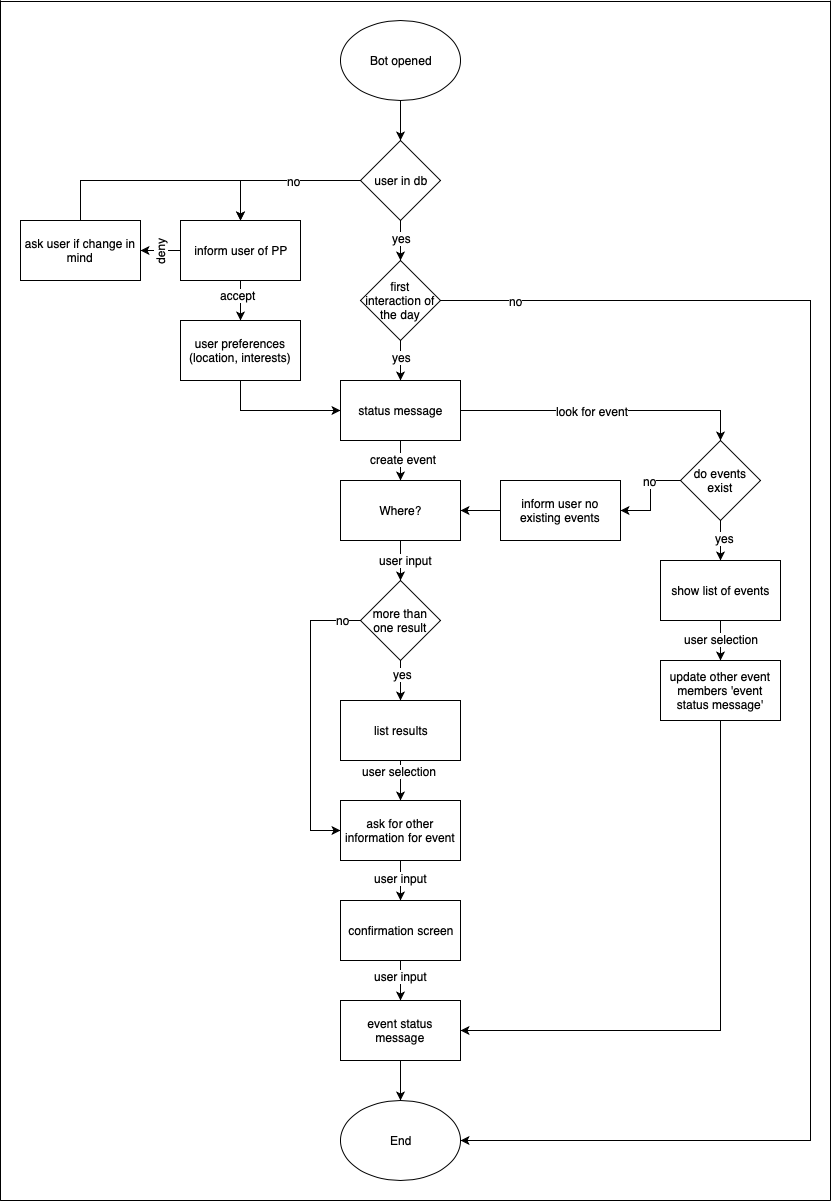 Bot opened
user in db
no
yes
ask user if change in
mind
deny
inform user of PP
accept
first
interaction of
the day
no
yes
user preferences
(location, interests)
status message
look for event
create event
do events
exist
no
yes
inform user no
existing events
Where?
user input
show list of events
user selection
more than
one result
no
yes
update other event
members 'event
status message'
list results
user selection
ask for other
information for event
user input
confirmation screen
user input
event status
message
End